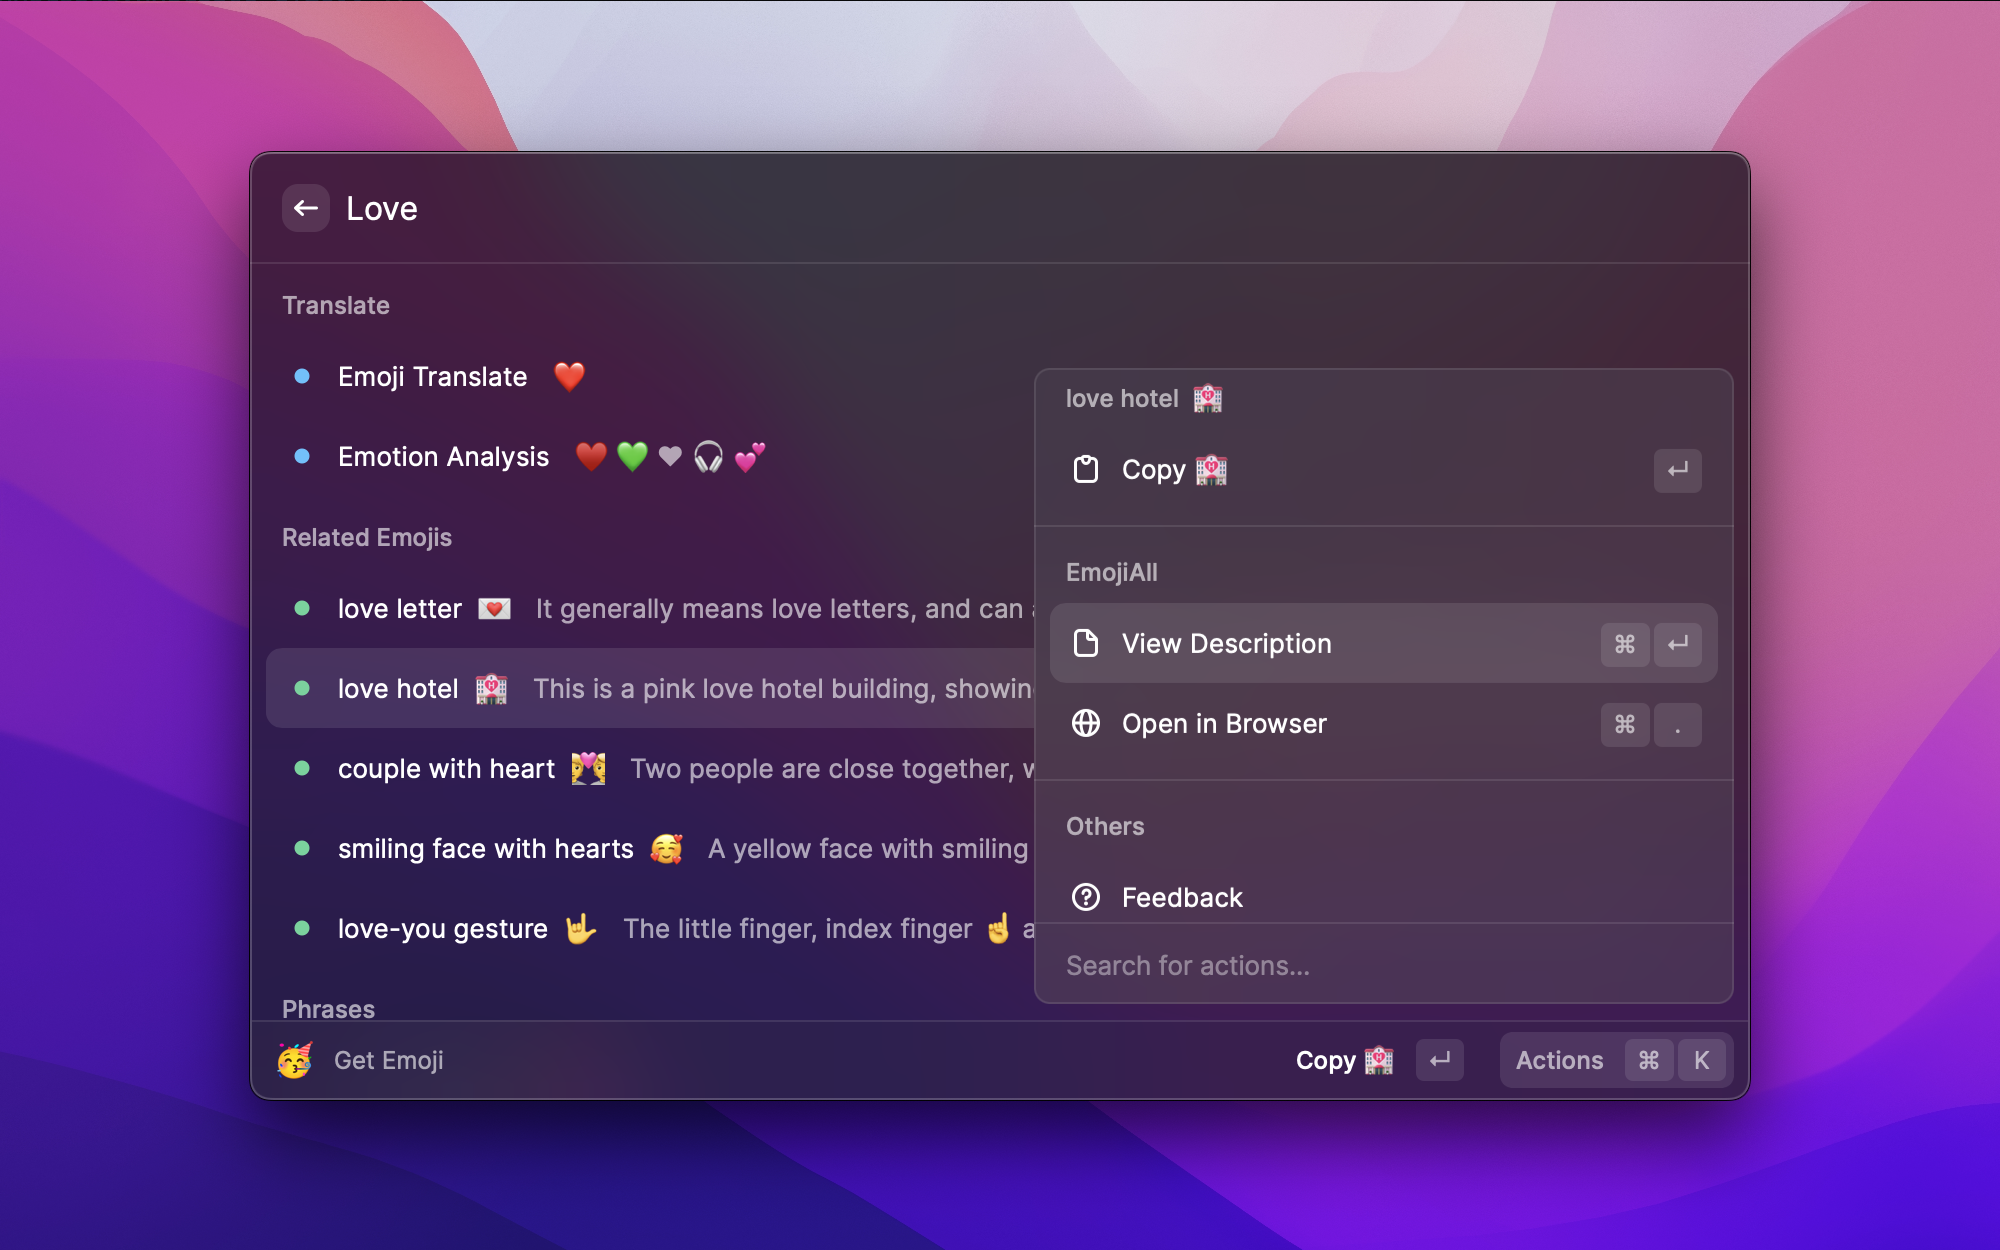 Love
Translate
Emoji Translate ❤️
Emotion Analysis ♥️ 💚 🤍 🎧 💕
Related Emojis
love letter 💌 It generally means love letters, and can a
love hotel 🏩 This is a pink love hotel building, showin
couple with heart 💑 Two people are close together, w
smiling face with hearts 🥰 A yellow face with smiling
love-you gesture 🤟 The little finger, index finger ☝️ a
Phrases
love hotel 🏩
Copy 🏩 ↵
EmojiAll
View Description ⌘ ↵
Open in Browser ⌘ .
Others
Feedback
Search for actions...
🥳 Get Emoji
Copy 🏩 ↵ Actions ⌘ K